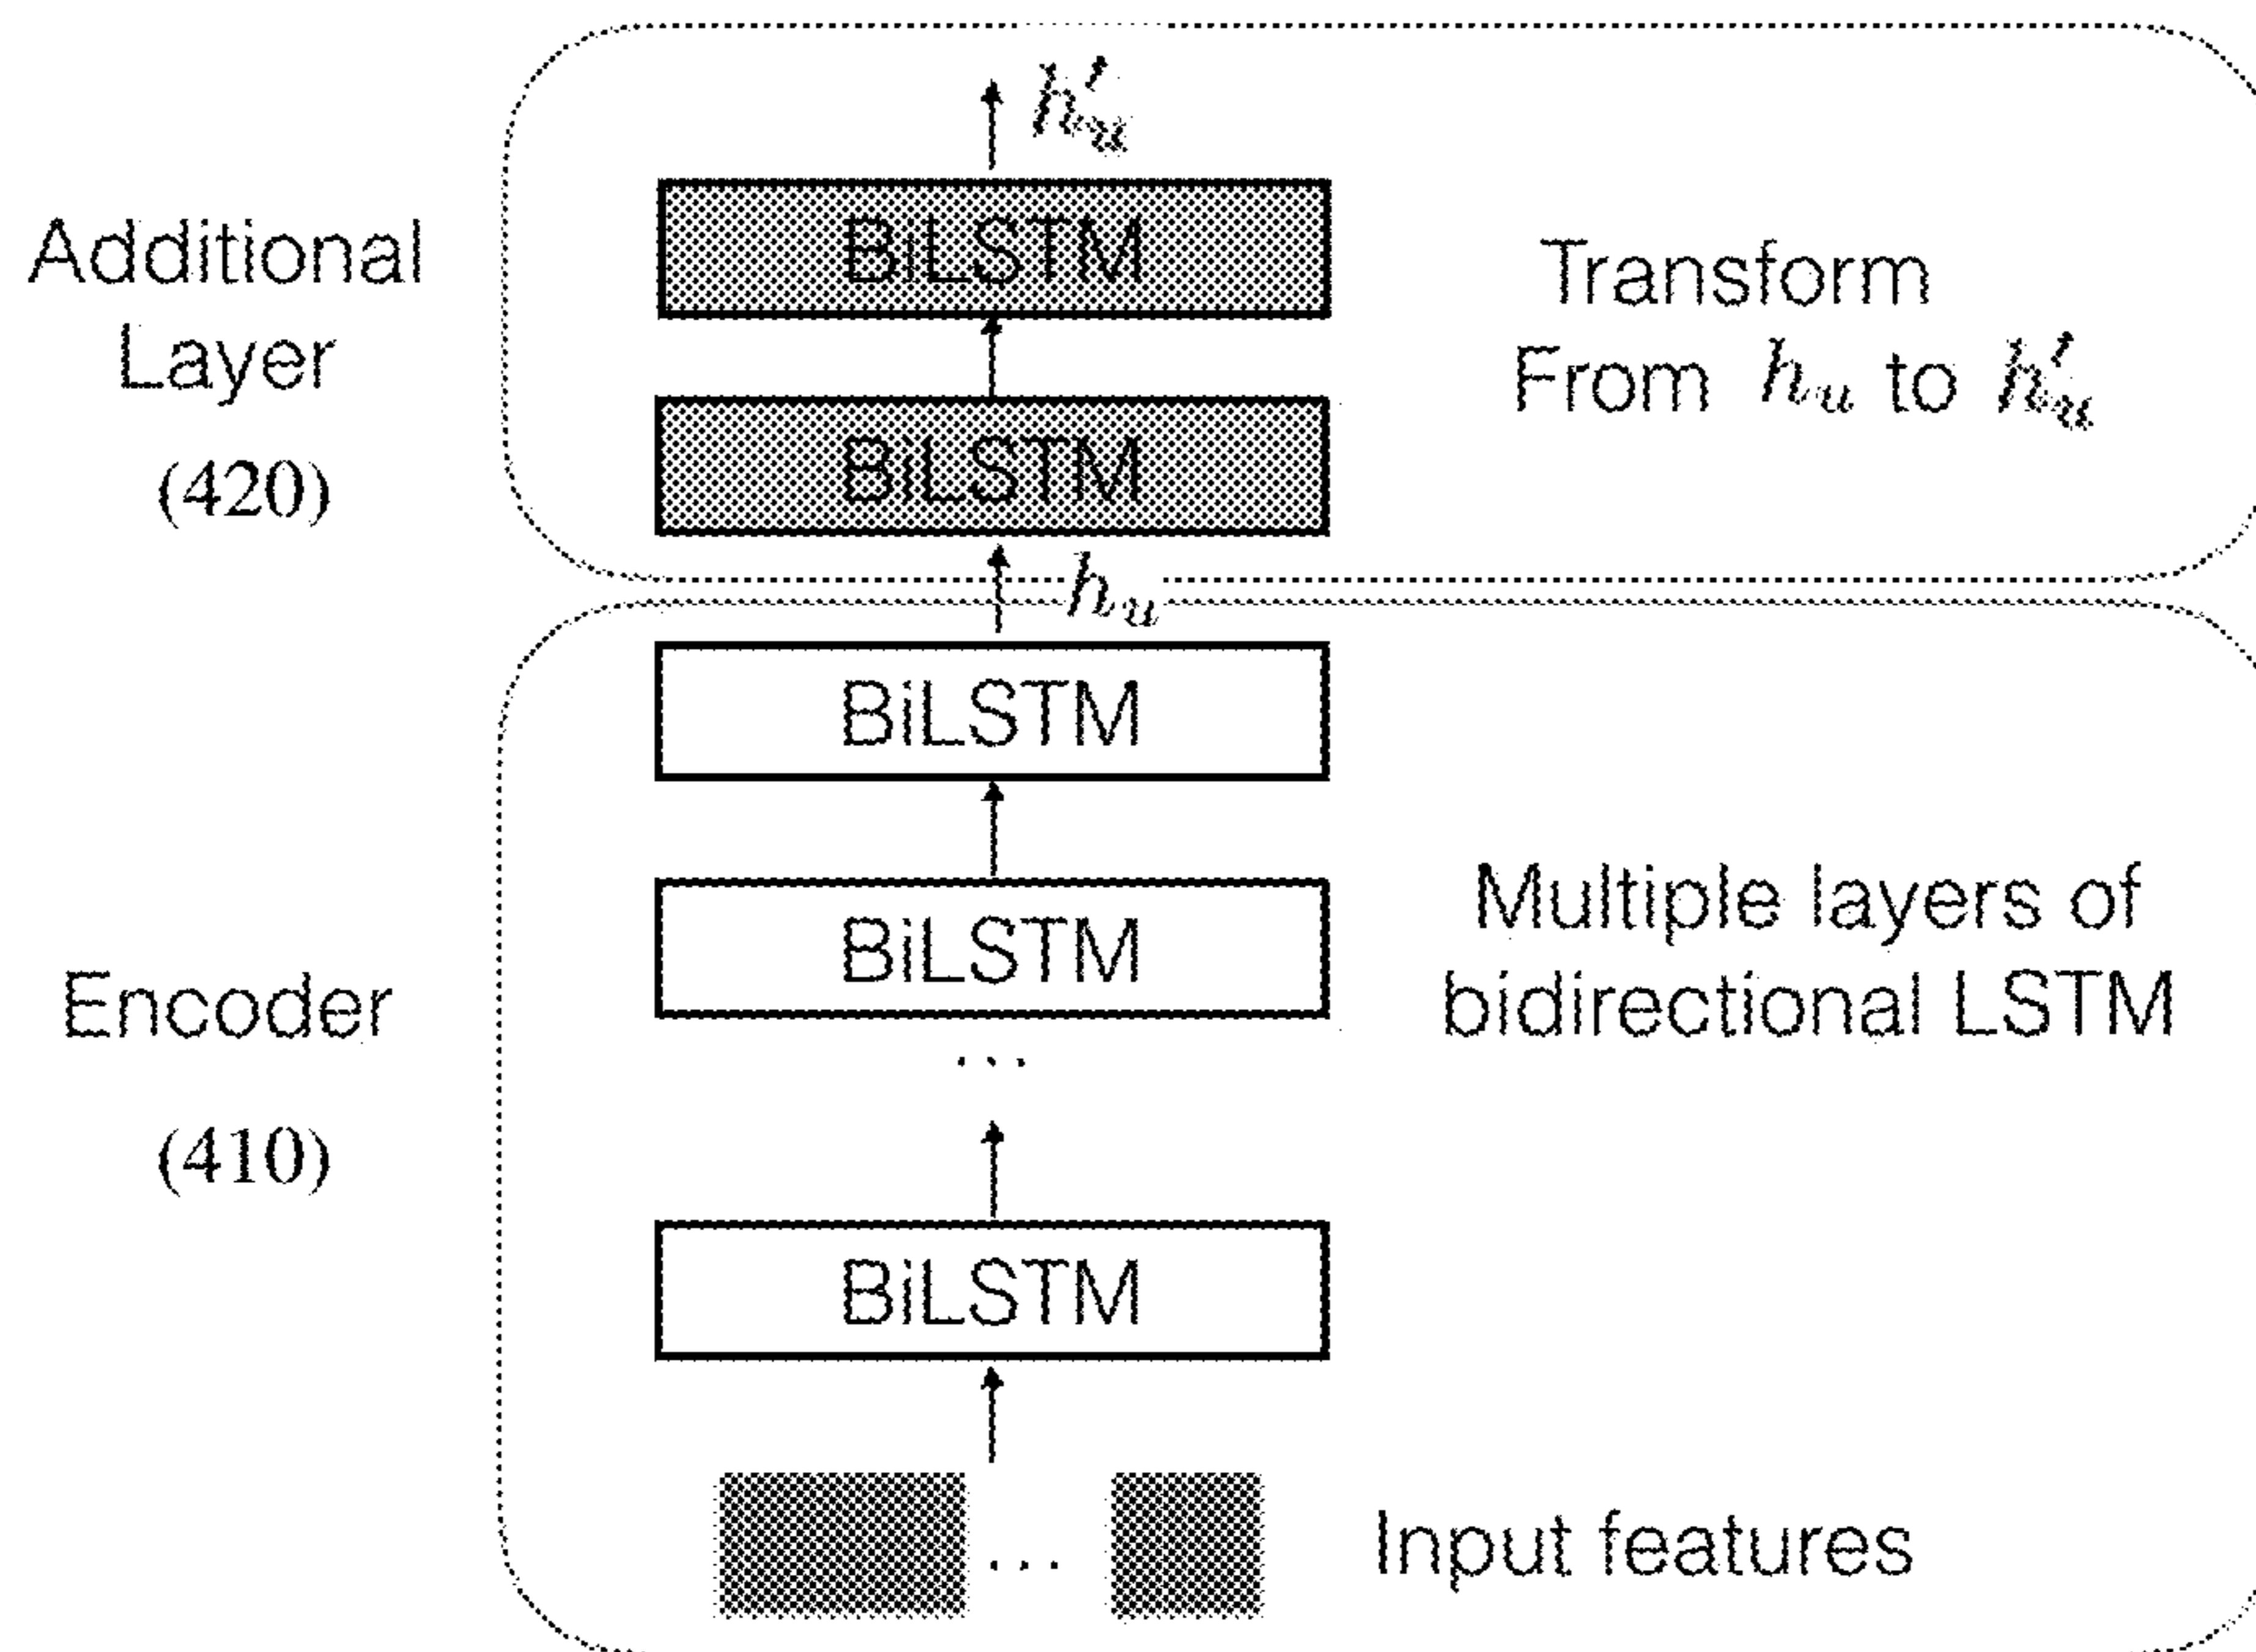 h'u
BiLSTM
Additional
Layer
(420)
Transform
From hu to h'u
BiLSTM
hu
BiLSTM
BiLSTM
Multiple layers of
bidirectional LSTM
Encoder
(410)
...
BiLSTM
...
Input features